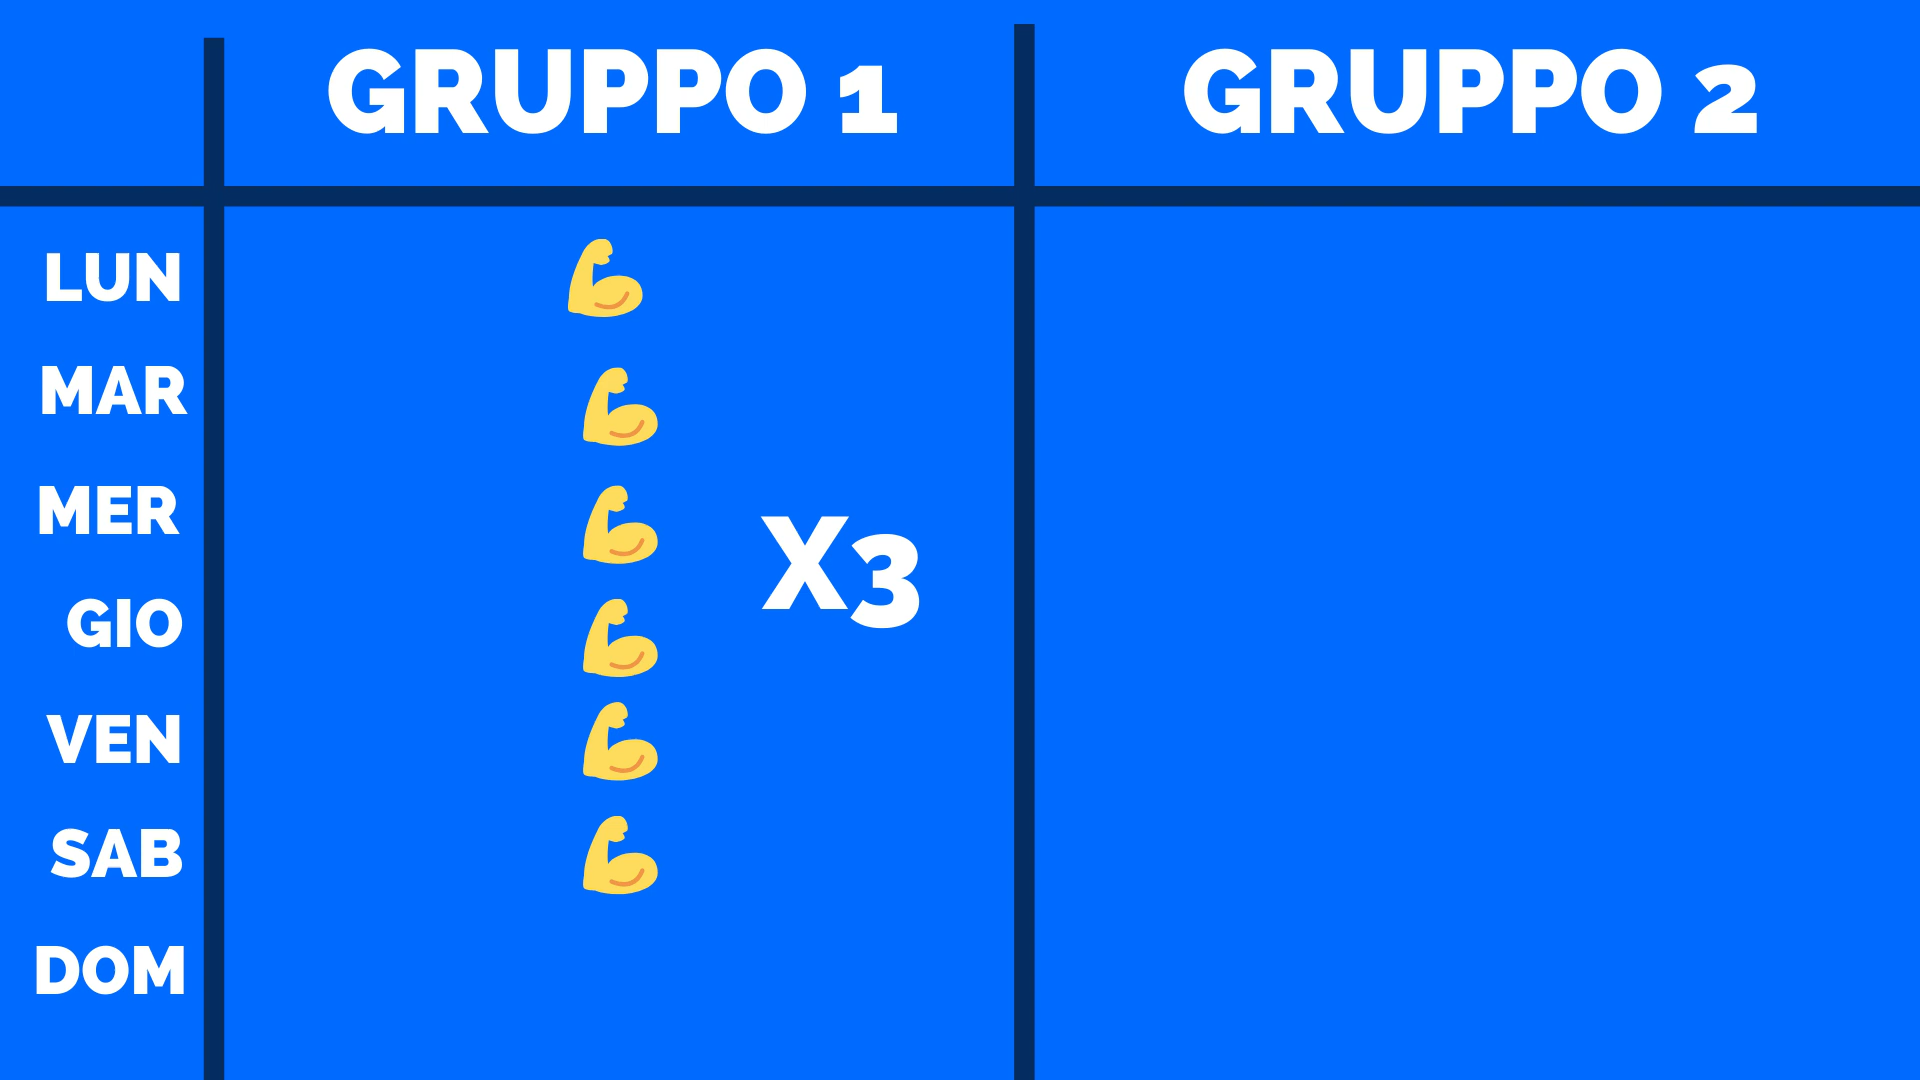 GRUPPO 1
GRUPPO 2
LUN
MAR
MER
X3
GIO
VEN
SAB
DOM